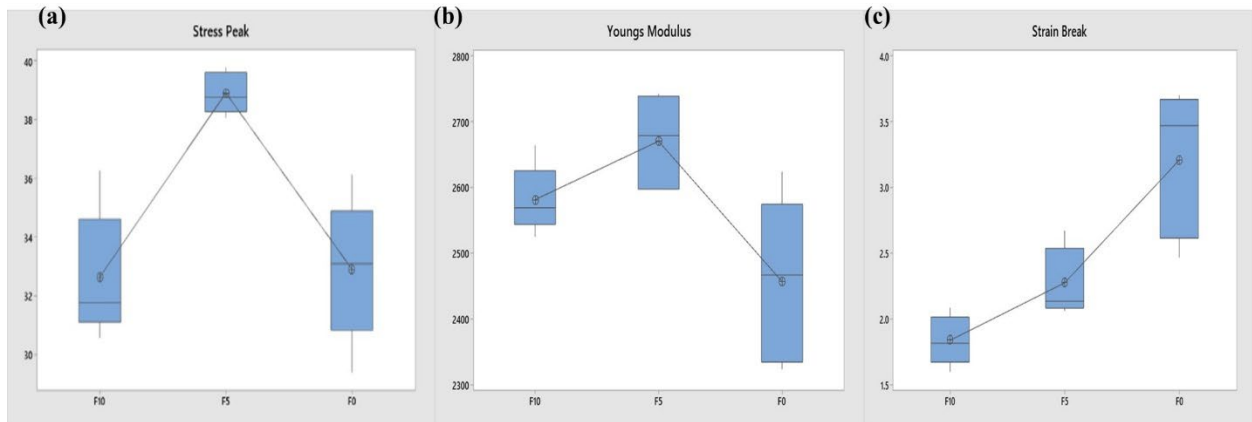 (a)
Stress Peak
40
38
36
34
32
30
F10 F5 F0
(b)
Youngs Modulus
2800
2700
2600
2500
2400
2300
F10 F5 F0
(c)
Strain Break
4.0
3.5
3.0
2.5
2.0
1.5
F10 F5 F0